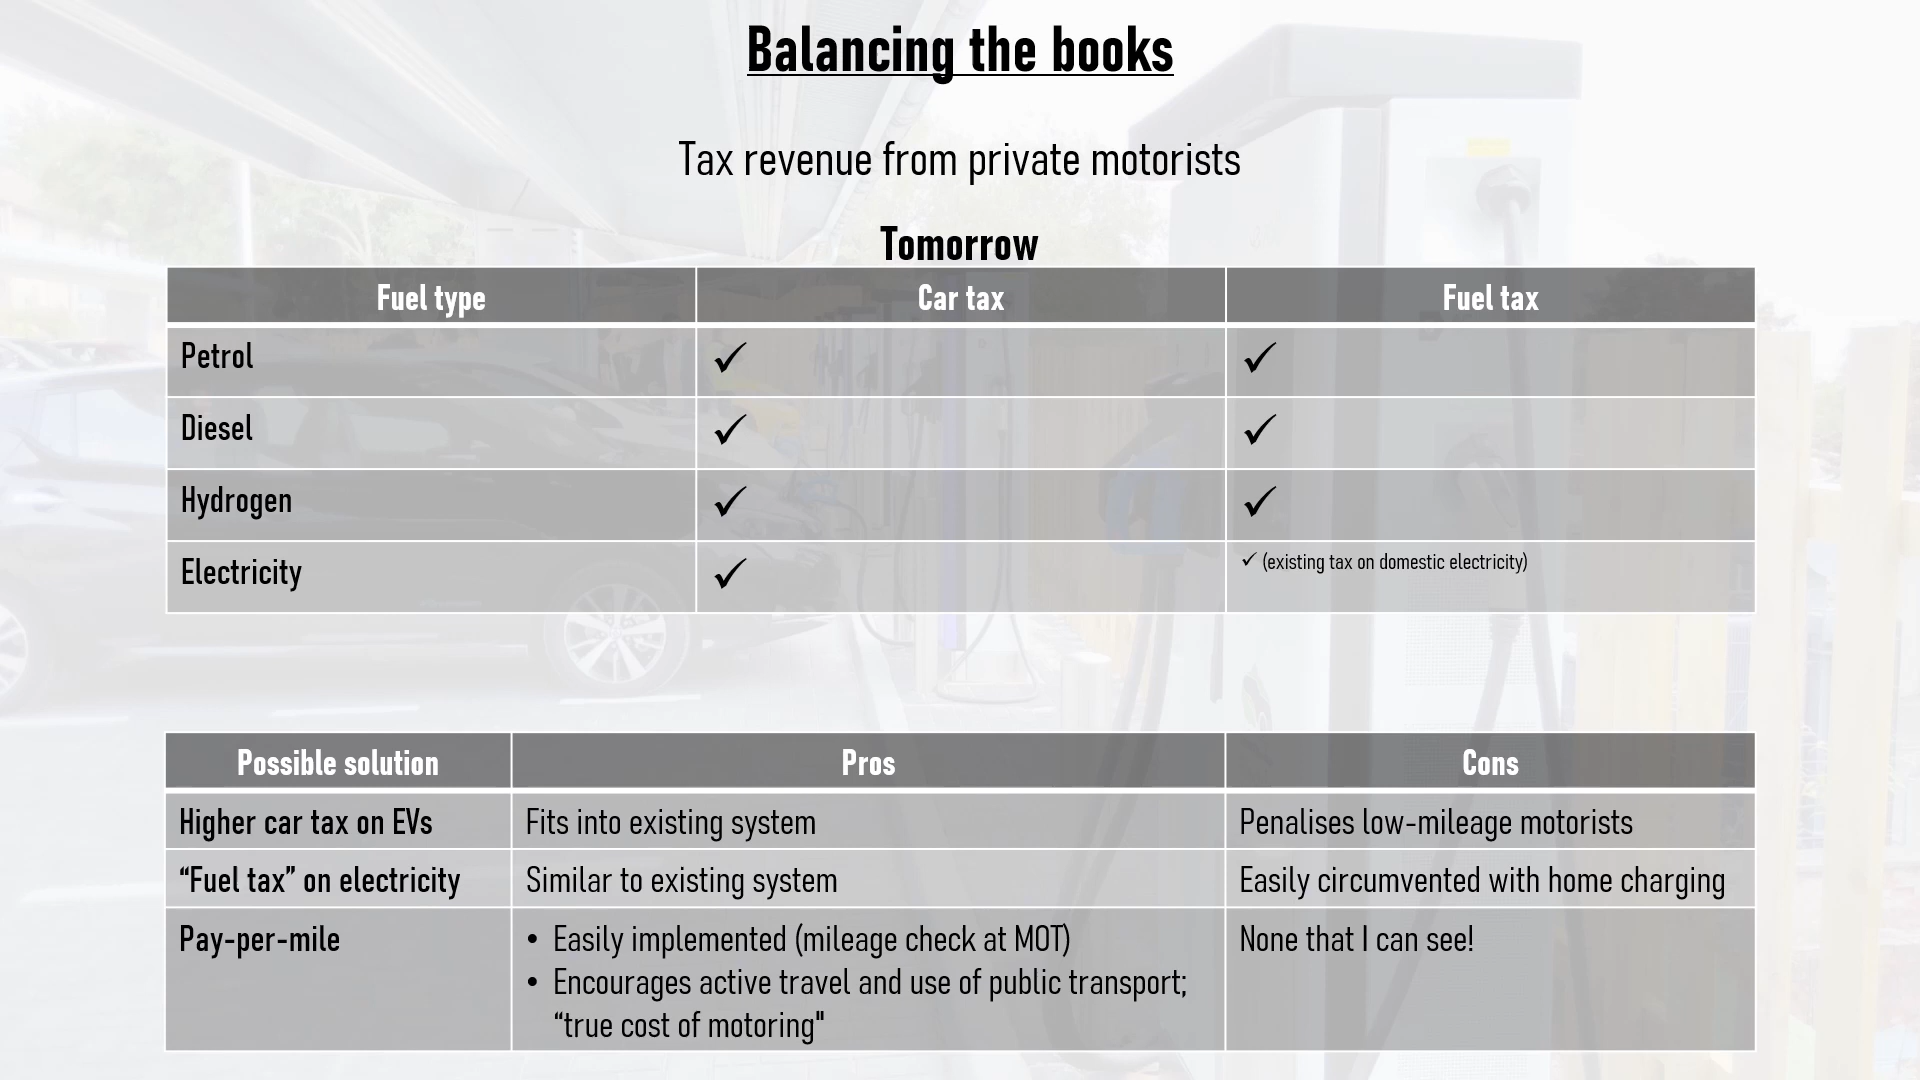 Balancing the books
Tax revenue from private motorists
Tomorrow
Fuel type Car tax Fuel tax
Petrol ✓ ✓
Diesel ✓ ✓
Hydrogen ✓ ✓
Electricity ✓ ✓ (existing tax on domestic electricity)
Possible solution Pros Cons
Higher car tax on EVs Fits into existing system Penalises low-mileage motorists
“Fuel tax” on electricity Similar to existing system Easily circumvented with home charging
Pay-per-mile • Easily implemented (mileage check at MOT) None that I can see!
• Encourages active travel and use of public transport;
“true cost of motoring"